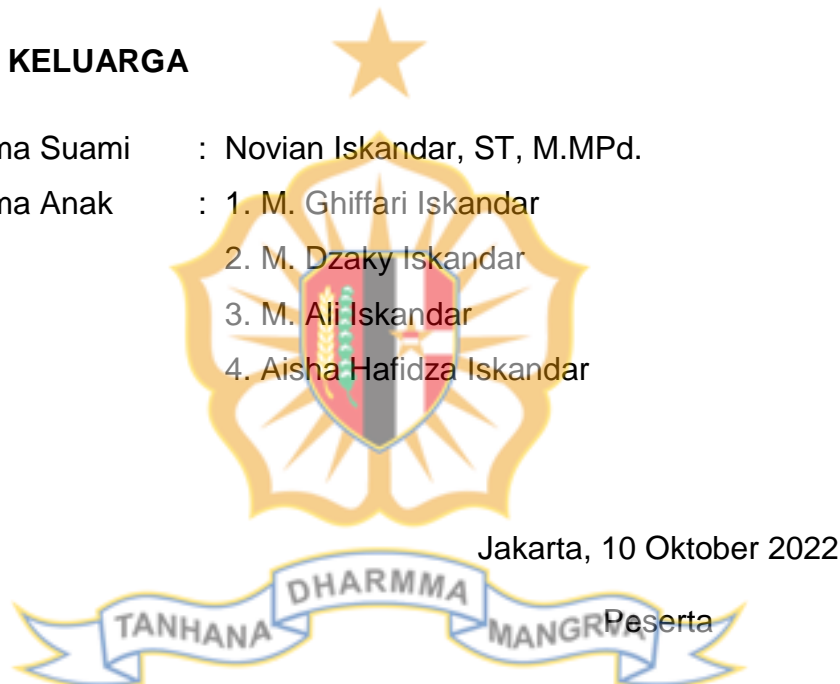 KELUARGA
ma Suami : Novian Iskandar, ST, M.MPd.
ma Anak : 1. M. Ghiffari Iskandar
2. M. Dzaky Iskandar
3. M. Ali Iskandar
4. Aisha Hafidza Iskandar
Jakarta, 10 Oktober 2022
Peserta
TANHANA DHARMMA MANGRVA